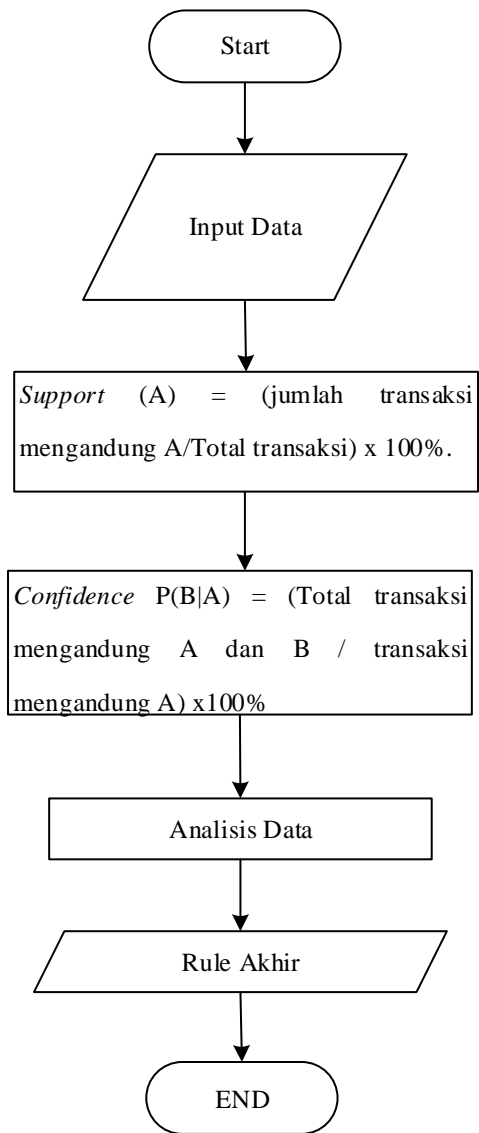 Start
Input Data
Support (A) = (jumlah transaksi
mengandung A/Total transaksi) x 100%.
Confidence P(B|A) = (Total transaksi
mengandung A dan B / transaksi
mengandung A) x100%
Analisis Data
Rule Akhir
END